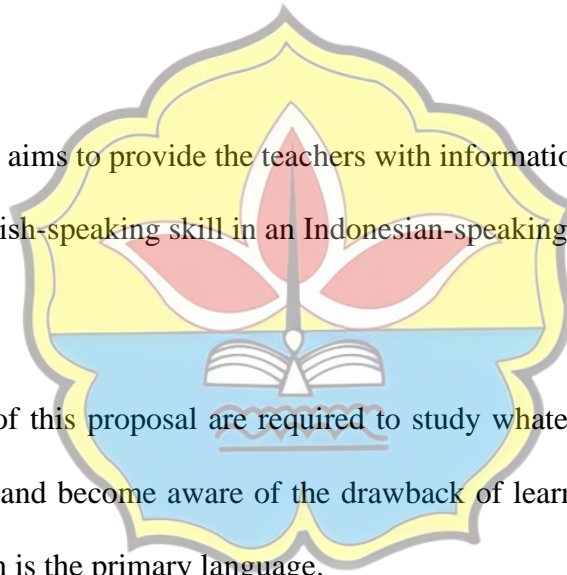 aims to provide the teachers with informatio
ish-speaking skill in an Indonesian-speaking
of this proposal are required to study whate
and become aware of the drawback of learn
is the primary language.